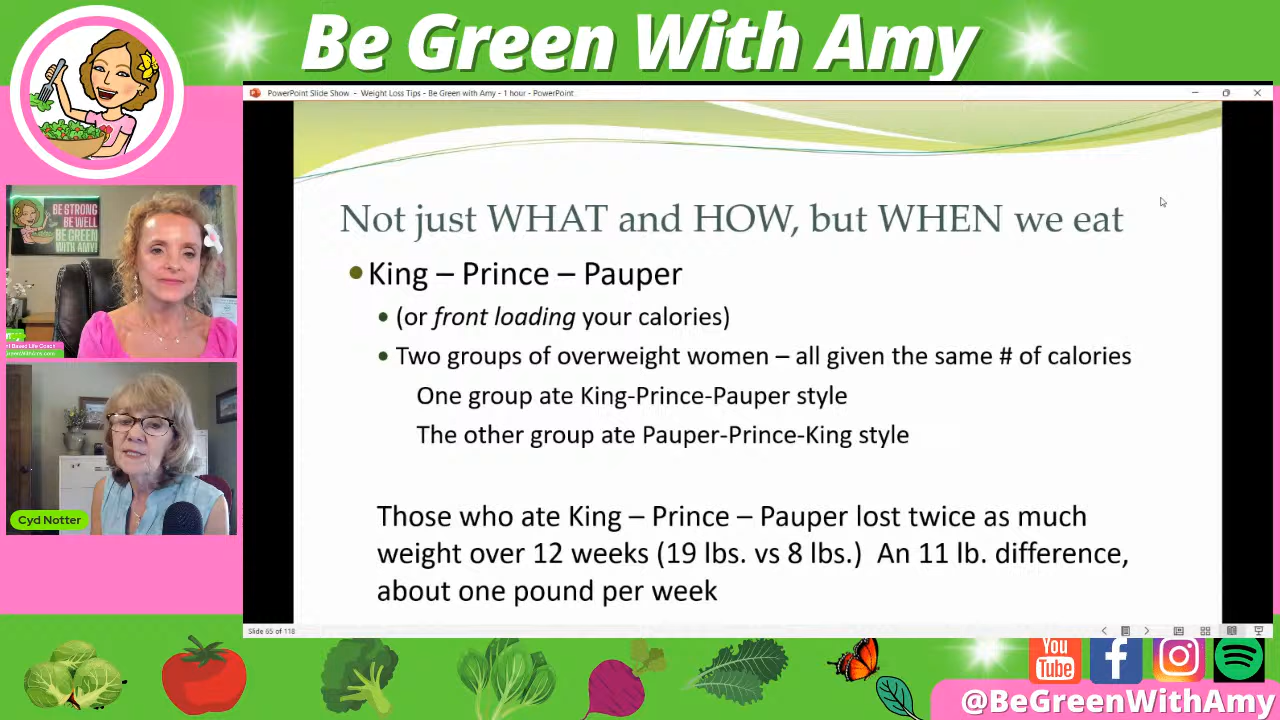 Be Green With Amy
PowerPoint Slide Show - Weight Loss Tips - Be Green with Amy - 1 hour - PowerPoint
BE STRONG
BE WELL
BE GREEN
WITH AMY!
Not just WHAT and HOW, but WHEN we eat
King – Prince – Pauper
(or front loading your calories)
Two groups of overweight women – all given the same # of calories
One group ate King-Prince-Pauper style
The other group ate Pauper-Prince-King style
Those who ate King – Prince – Pauper lost twice as much
weight over 12 weeks (19 lbs. vs 8 lbs.) An 11 lb. difference,
about one pound per week
Cyd Notter
Slide 65 of 118
You
Tube
@BeGreenWithAmy